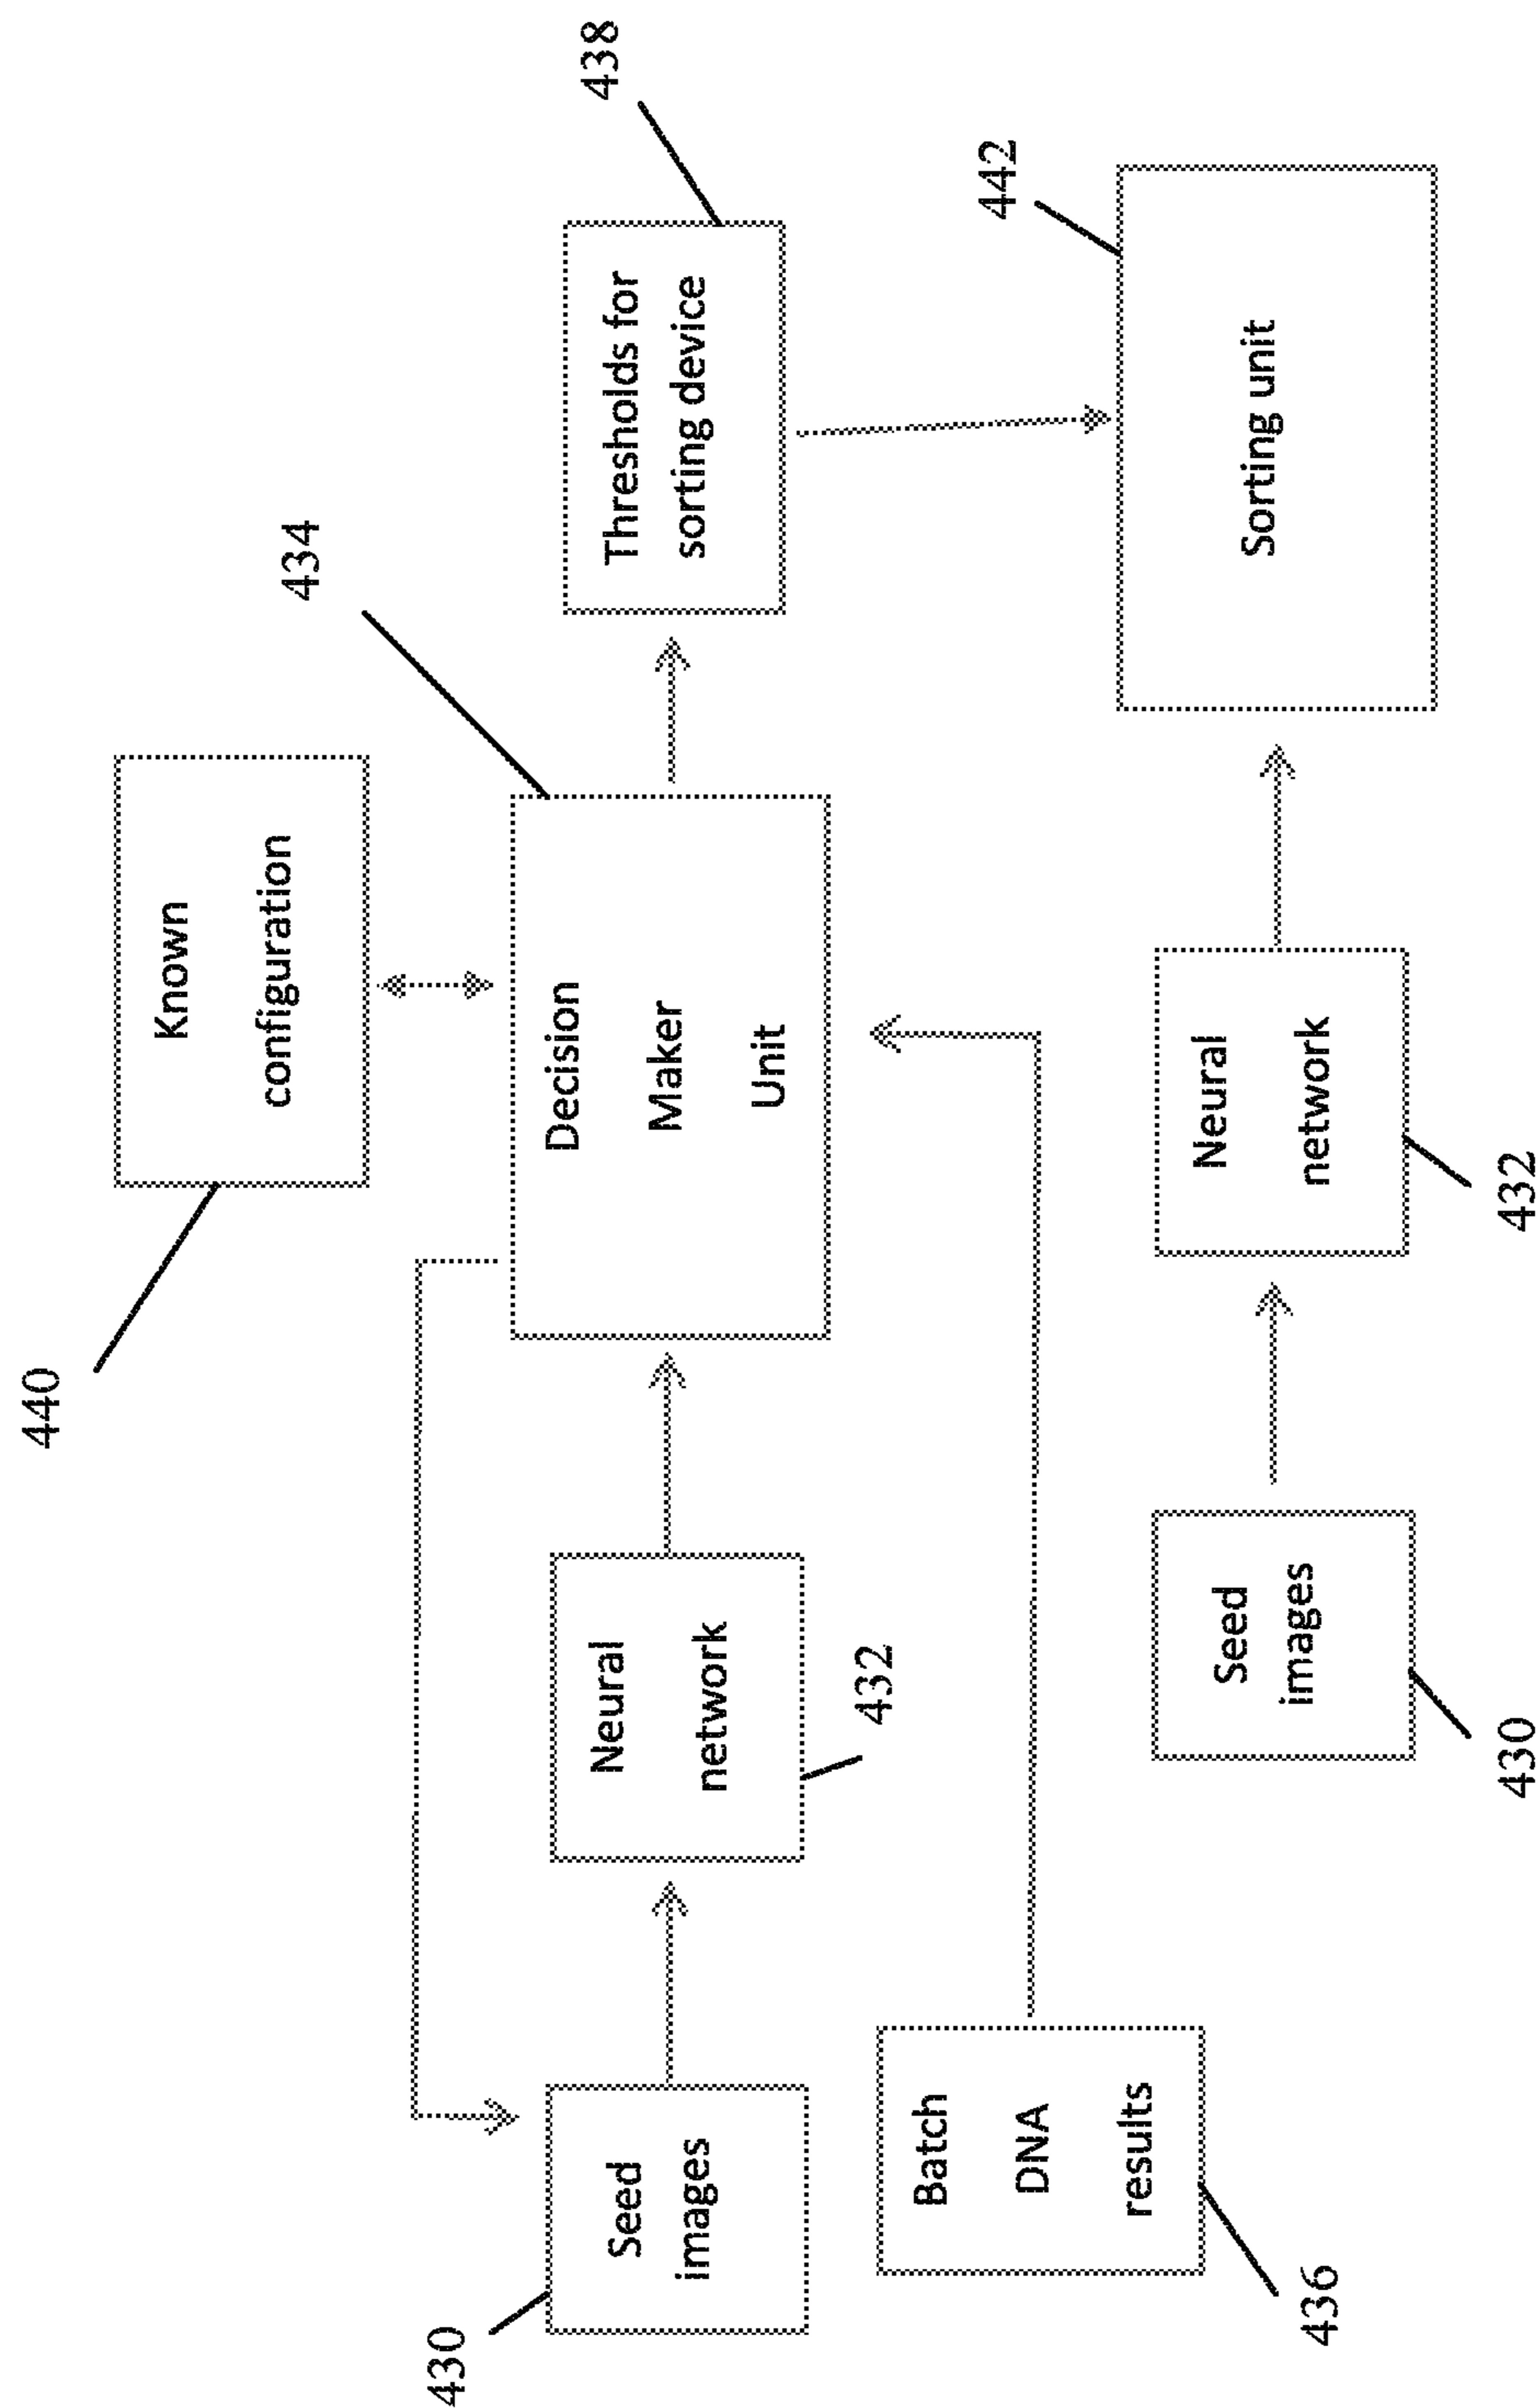 440
Known
configuration
434
438
Decision
Maker
Unit
Thresholds for
sorting device
430
Seed
images
Neural
network
432
442
Sorting unit
436
Batch
DNA
results
430
Seed
images
Neural
network
432